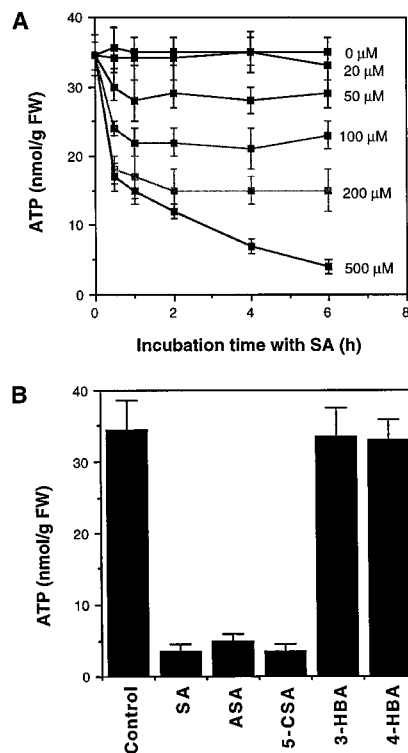 A
40
30
20
10
0
ATP (nmol/g FW)
0 µM
20 µM
50 µM
100 µM
200 µM
500 µM
0 2 4 6 8
Incubation time with SA (h)
B
40
30
20
10
0
ATP (nmol/g FW)
Control
SA
ASA
5-CSA
3-HBA
4-HBA